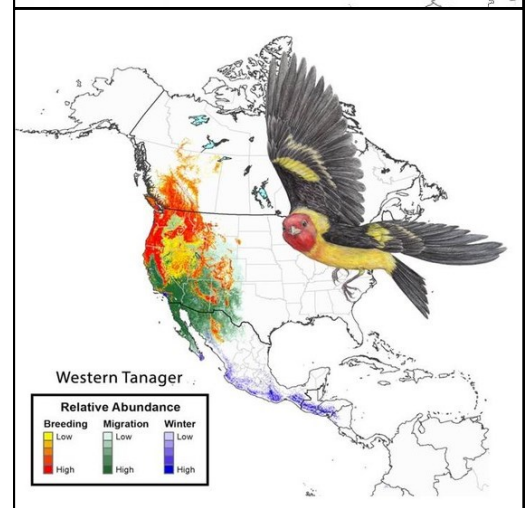 Western Tanager
Relative Abundance
Breeding Migration Winter
Low Low Low
High High High